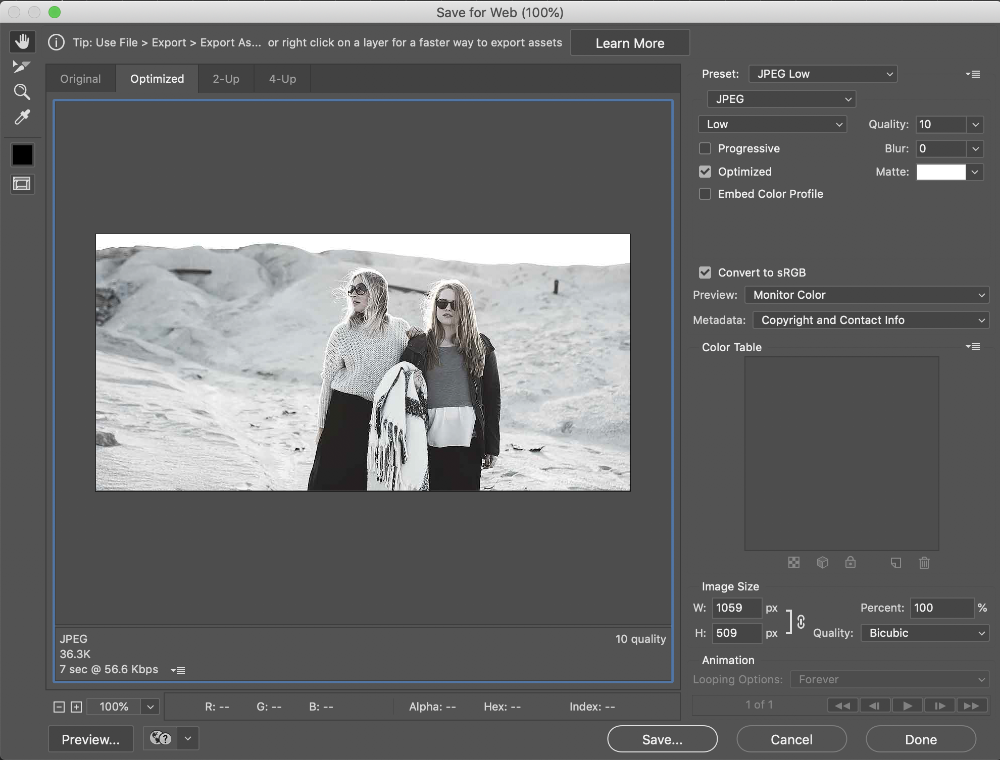 Save for Web (100%)
Tip: Use File > Export > Export As... or right click on a layer for a faster way to export assets
Learn More
Original
Optimized
2-Up
4-Up
Preset: JPEG Low
JPEG
Low
Quality: 10
Progressive
Blur: 0
Optimized
Matte:
Embed Color Profile
Convert to sRGB
Preview: Monitor Color
Metadata: Copyright and Contact Info
Color Table
Image Size
W: 1059 px
Percent: 100 %
H: 509 px
Quality: Bicubic
Animation
Looping Options: Forever
1 of 1
JPEG
10 quality
36.3K
7 sec @ 56.6 Kbps
100%
R: --
G: --
B: --
Alpha: --
Hex: --
Index: --
Preview...
?
Save...
Cancel
Done